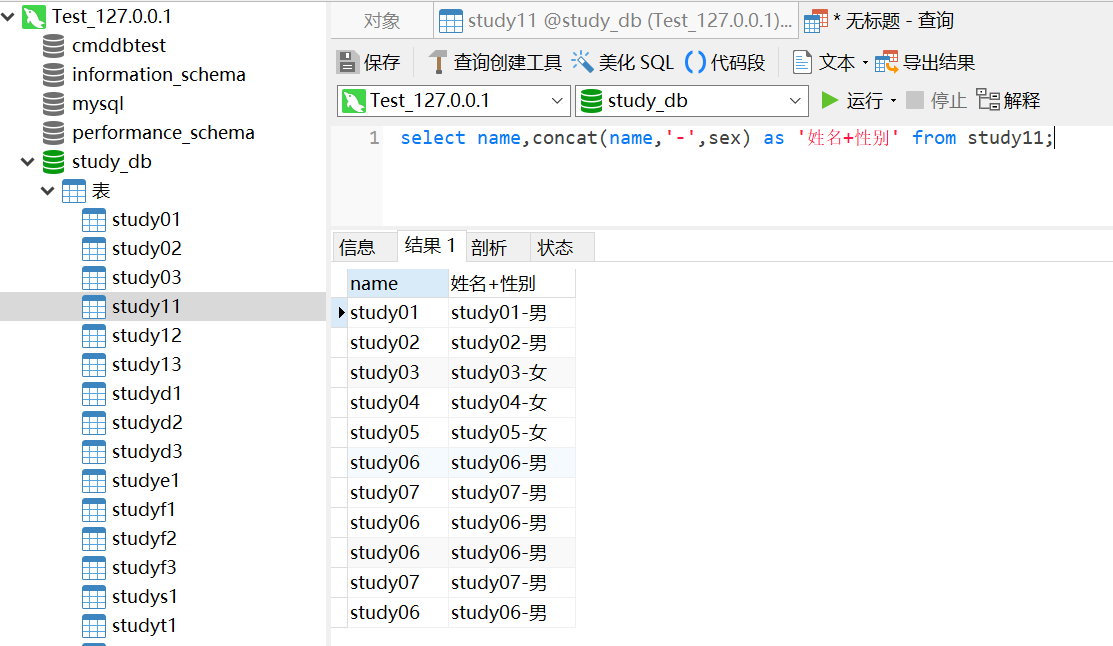 Test_127.0.0.1
cmddbtest
information_schema
mysql
performance_schema
study_db
表
study01
study02
study03
study11
study12
study13
studyd1
studyd2
studyd3
studye1
studyf1
studyf2
studyf3
studys1
studyt1
对象 study11 @study_db (Test_127.0.0.1)... * 无标题 - 查询
保存 查询创建工具 美化 SQL () 代码段 文本 导出结果
Test_127.0.0.1 study_db 运行 停止 解释
1 select name,concat(name,'-',sex) as '姓名+性别' from study11;
信息 结果 1 剖析 状态
name 姓名+性别
study01 study01-男
study02 study02-男
study03 study03-女
study04 study04-女
study05 study05-女
study06 study06-男
study07 study07-男
study06 study06-男
study06 study06-男
study07 study07-男
study06 study06-男